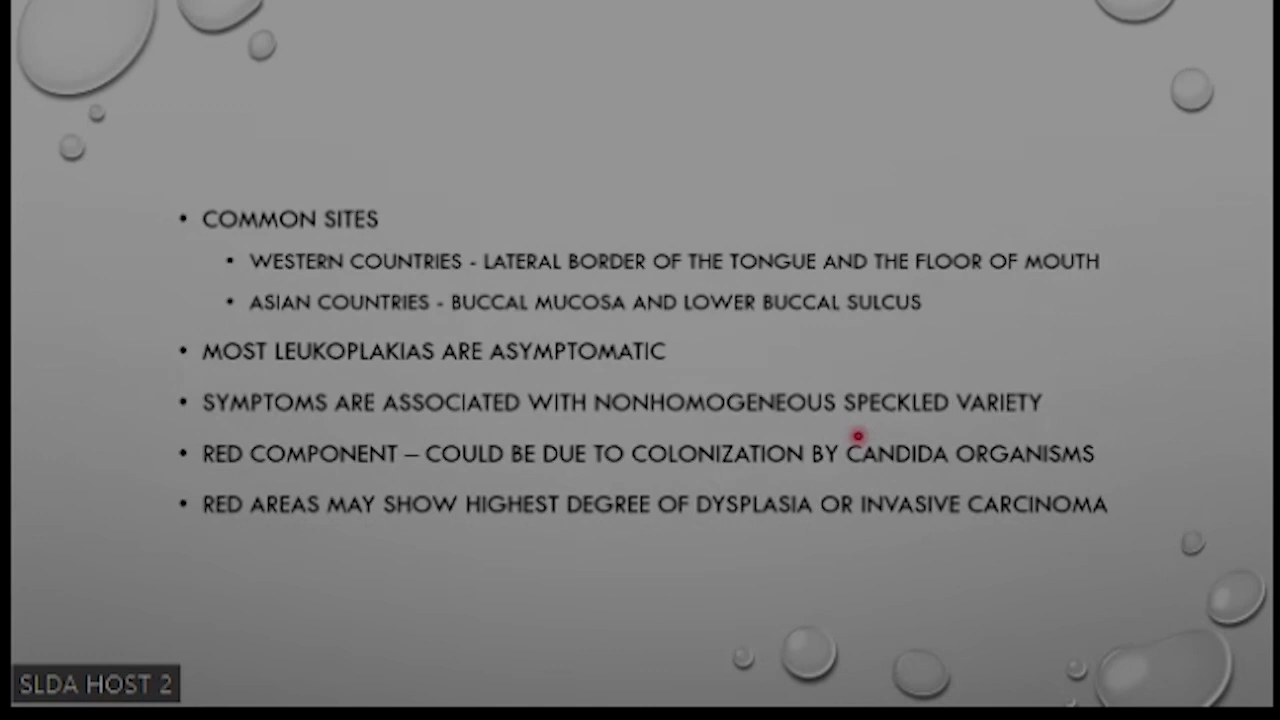 • COMMON SITES
• WESTERN COUNTRIES - LATERAL BORDER OF THE TONGUE AND THE FLOOR OF MOUTH
• ASIAN COUNTRIES - BUCCAL MUCOSA AND LOWER BUCCAL SULCUS
• MOST LEUKOPLAKIAS ARE ASYMPTOMATIC
• SYMPTOMS ARE ASSOCIATED WITH NONHOMOGENEOUS SPECKLED VARIETY
• RED COMPONENT – COULD BE DUE TO COLONIZATION BY CANDIDA ORGANISMS
• RED AREAS MAY SHOW HIGHEST DEGREE OF DYSPLASIA OR INVASIVE CARCINOMA
SLDA HOST 2